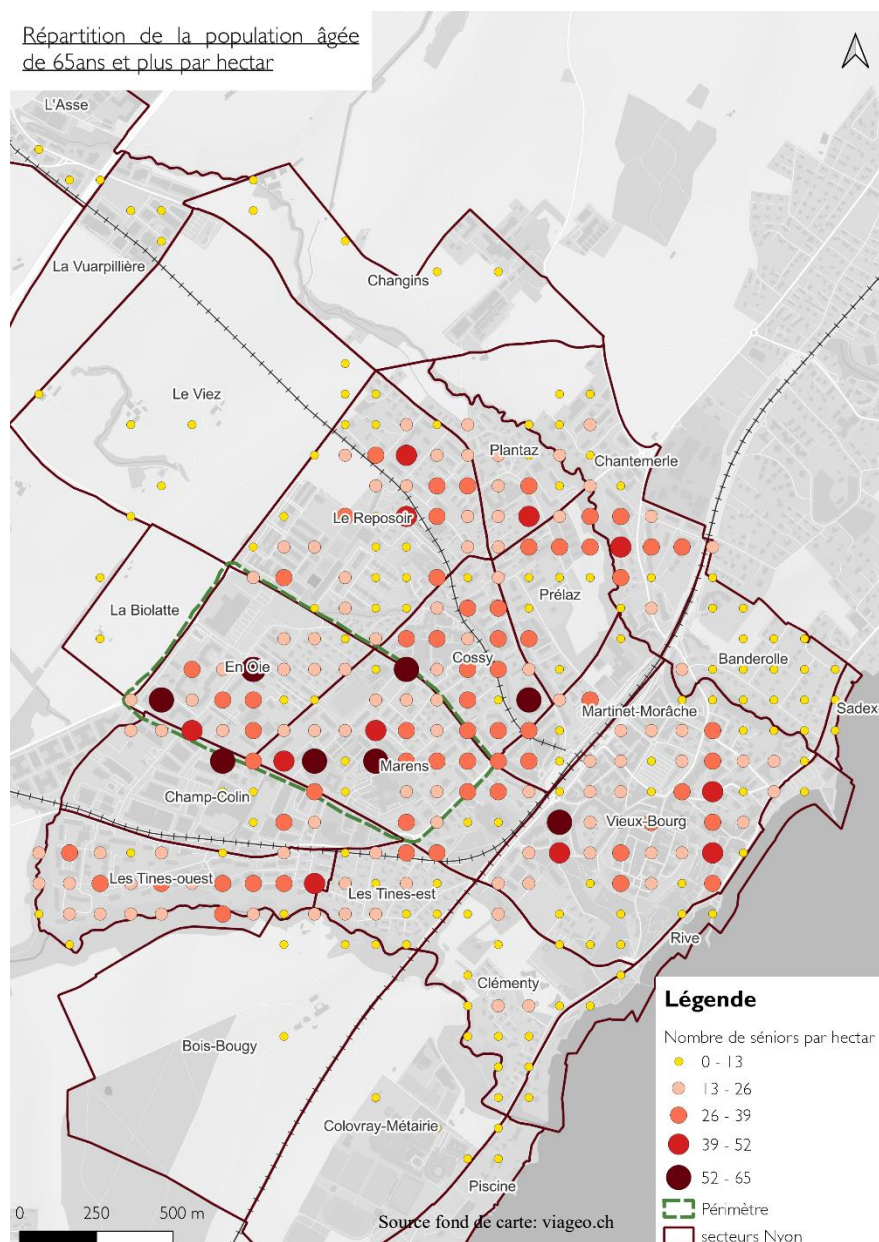 Répartition de la population âgée
de 65ans et plus par hectar
L'Asse
La Vuarpillière
Changins
Le Viez
Plantaz
Chantemerle
Le Reposoir
La Biolatte
Prélaz
En Oie
Cossy
Banderolle
Martinet-Morâche
Sadex
Marens
Champ-Colin
Vieux-Bourg
Les Tines-ouest
Les Tines-est
Rive
Clémenty
Bois-Bougy
Colovray-Métairie
Piscine
Légende
Nombre de séniors par hectar
0 - 13
13 - 26
26 - 39
39 - 52
52 - 65
Périmètre
secteurs Nyon
0 250 500 m
Source fond de carte: viageo.ch